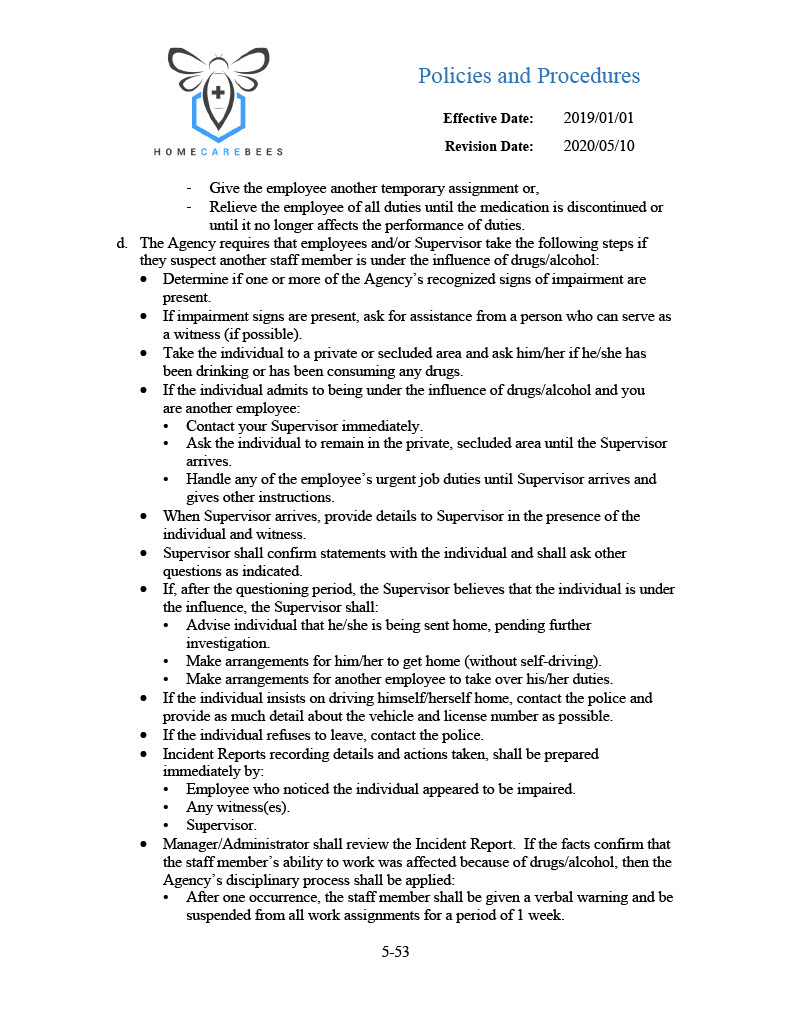 Policies and Procedures
Effective Date: 2019/01/01
Revision Date: 2020/05/10
HOMECAREBEES
- Give the employee another temporary assignment or,
- Relieve the employee of all duties until the medication is discontinued or
until it no longer affects the performance of duties.
d. The Agency requires that employees and/or Supervisor take the following steps if
they suspect another staff member is under the influence of drugs/alcohol:
• Determine if one or more of the Agency’s recognized signs of impairment are
present.
• If impairment signs are present, ask for assistance from a person who can serve as
a witness (if possible).
• Take the individual to a private or secluded area and ask him/her if he/she has
been drinking or has been consuming any drugs.
• If the individual admits to being under the influence of drugs/alcohol and you
are another employee:
• Contact your Supervisor immediately.
• Ask the individual to remain in the private, secluded area until the Supervisor
arrives.
• Handle any of the employee’s urgent job duties until Supervisor arrives and
gives other instructions.
• When Supervisor arrives, provide details to Supervisor in the presence of the
individual and witness.
• Supervisor shall confirm statements with the individual and shall ask other
questions as indicated.
• If, after the questioning period, the Supervisor believes that the individual is under
the influence, the Supervisor shall:
• Advise individual that he/she is being sent home, pending further
investigation.
• Make arrangements for him/her to get home (without self-driving).
• Make arrangements for another employee to take over his/her duties.
• If the individual insists on driving himself/herself home, contact the police and
provide as much detail about the vehicle and license number as possible.
• If the individual refuses to leave, contact the police.
• Incident Reports recording details and actions taken, shall be prepared
immediately by:
• Employee who noticed the individual appeared to be impaired.
• Any witness(es).
• Supervisor.
• Manager/Administrator shall review the Incident Report. If the facts confirm that
the staff member’s ability to work was affected because of drugs/alcohol, then the
Agency’s disciplinary process shall be applied:
• After one occurrence, the staff member shall be given a verbal warning and be
suspended from all work assignments for a period of 1 week.
5-53